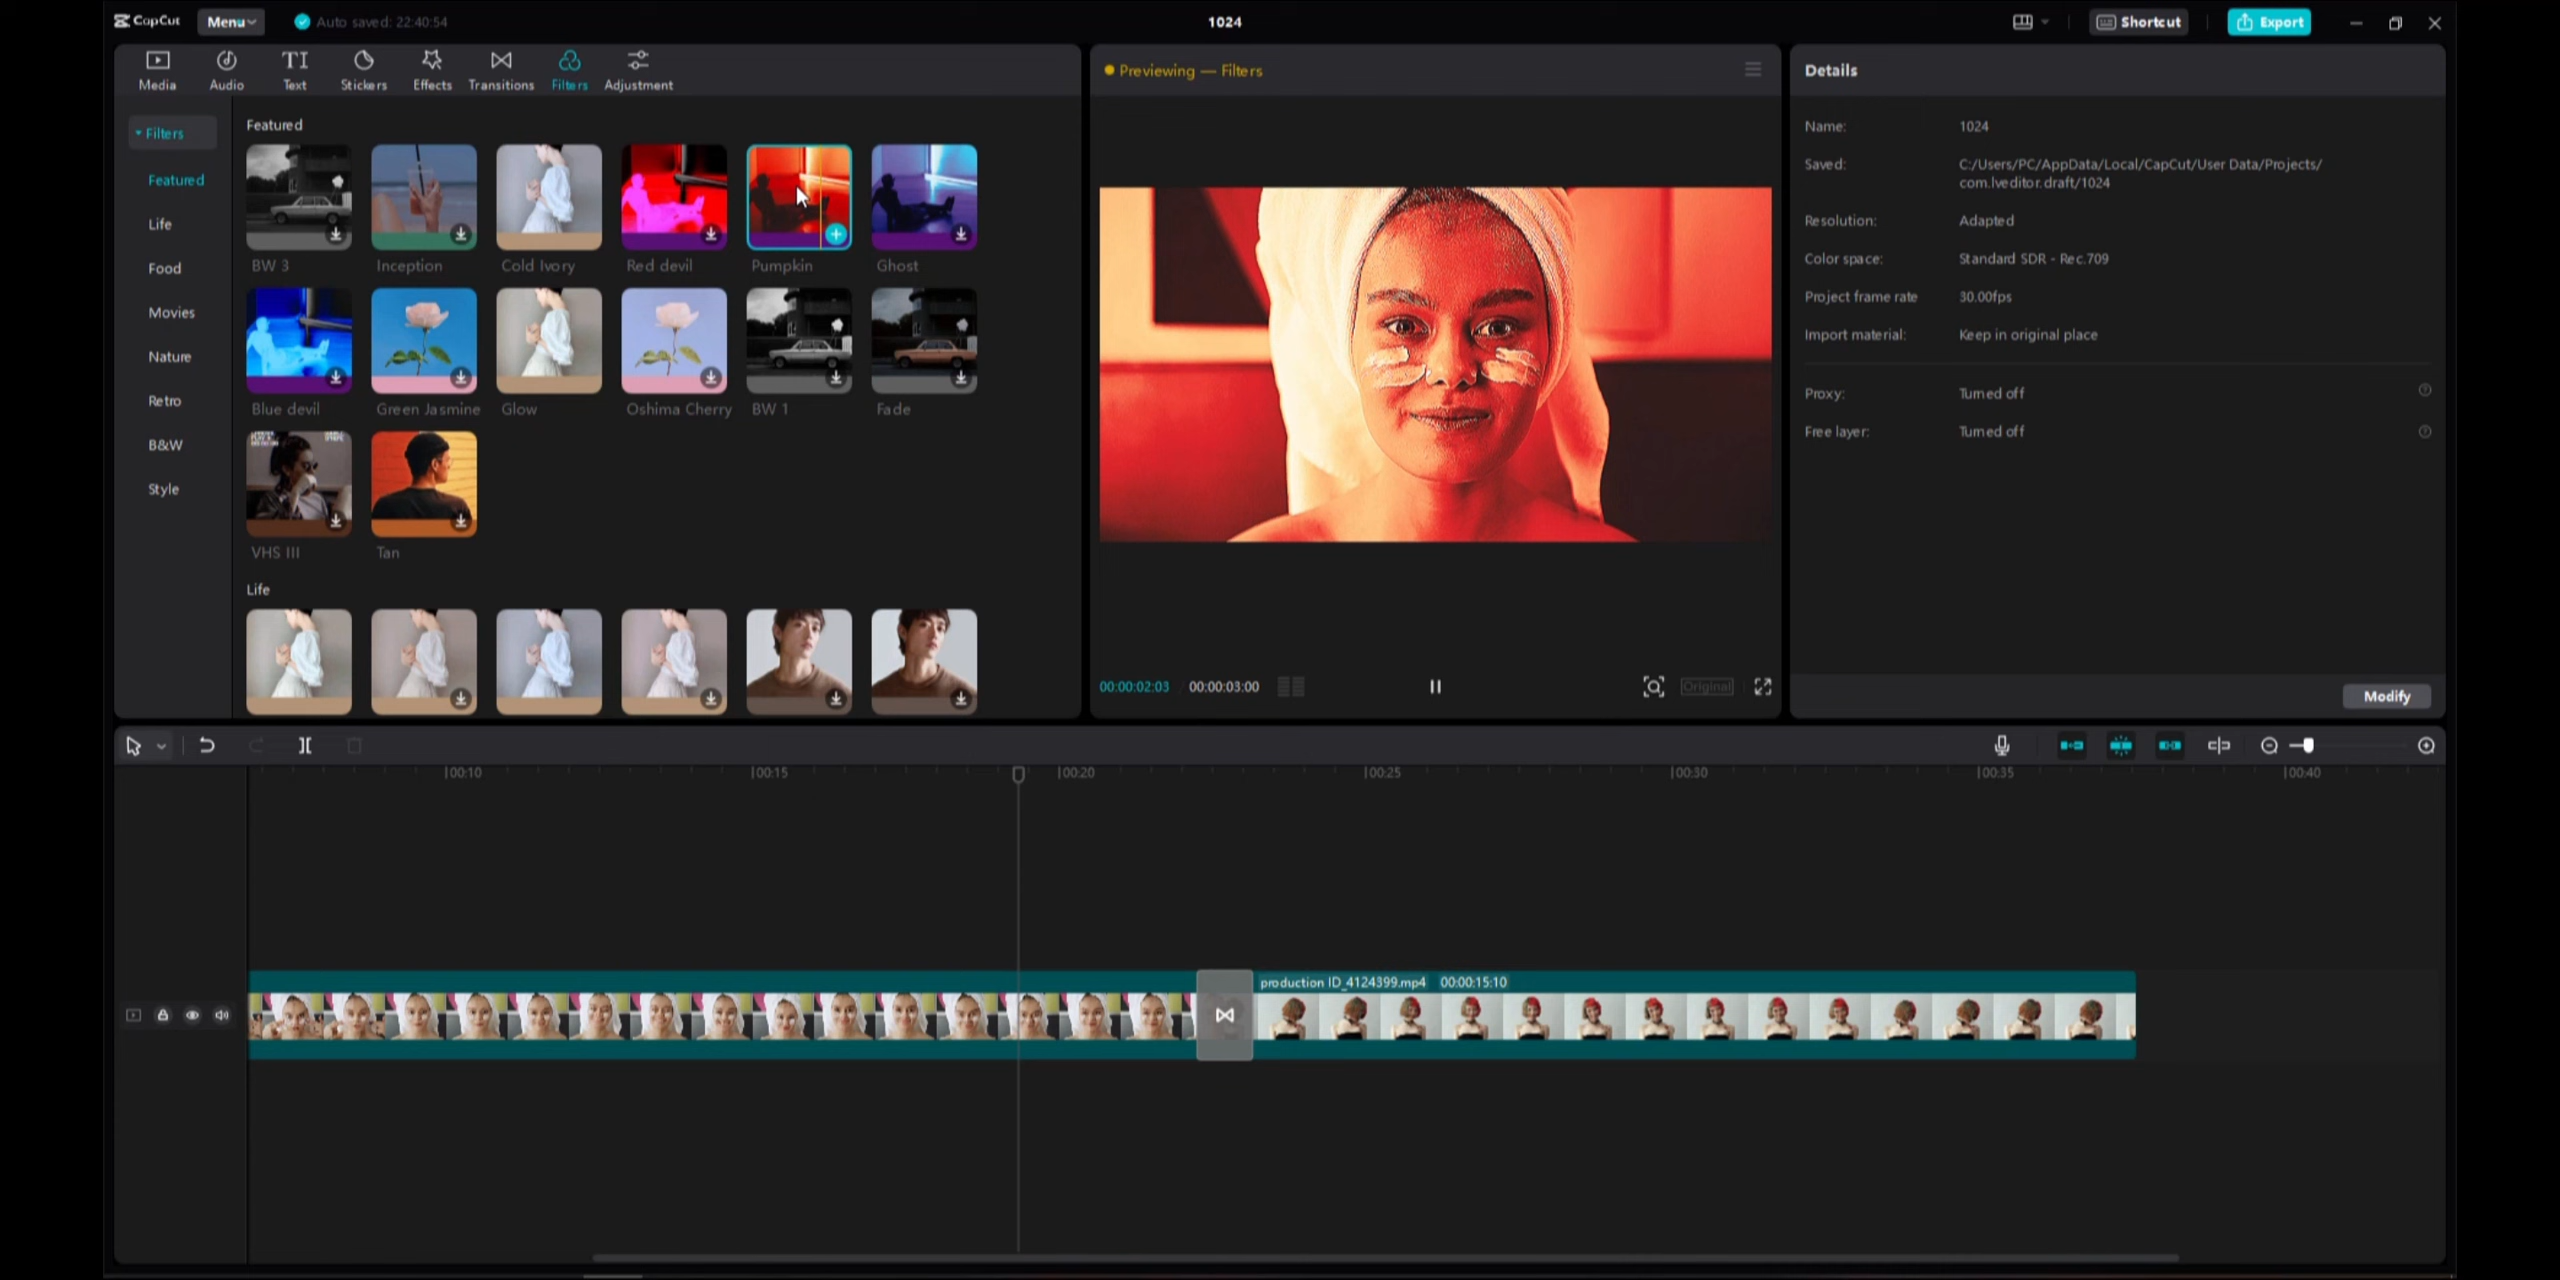 CapCut
Menu
Auto saved: 22:40:54
1024
Shortcut
Export
Media
Audio
TI
Text
Stickers
Effects
Transitions
Filters
Adjustment
Filters
Featured
Life
Food
Movies
Nature
Retro
B&W
Style
Featured
BW 3
Inception
Cold Ivory
Red devil
Pumpkin
Ghost
Blue devil
Green Jasmine
Glow
Oshima Cherry
BW 1
Fade
VHS III
Tan
Life
Previewing — Filters
00:00:02:03
00:00:03:00
Original
Details
Name: 1024
Saved: C:/Users/PC/AppData/Local/CapCut/User Data/Projects/
com.lveditor.draft/1024
Resolution: Adapted
Color space: Standard SDR - Rec.709
Project frame rate 30.00fps
Import material: Keep in original place
Proxy: Turned off
Free layer: Turned off
Modify
00:10
00:15
00:20
00:25
00:30
00:35
00:40
production ID_4124399.mp4 00:00:15:10